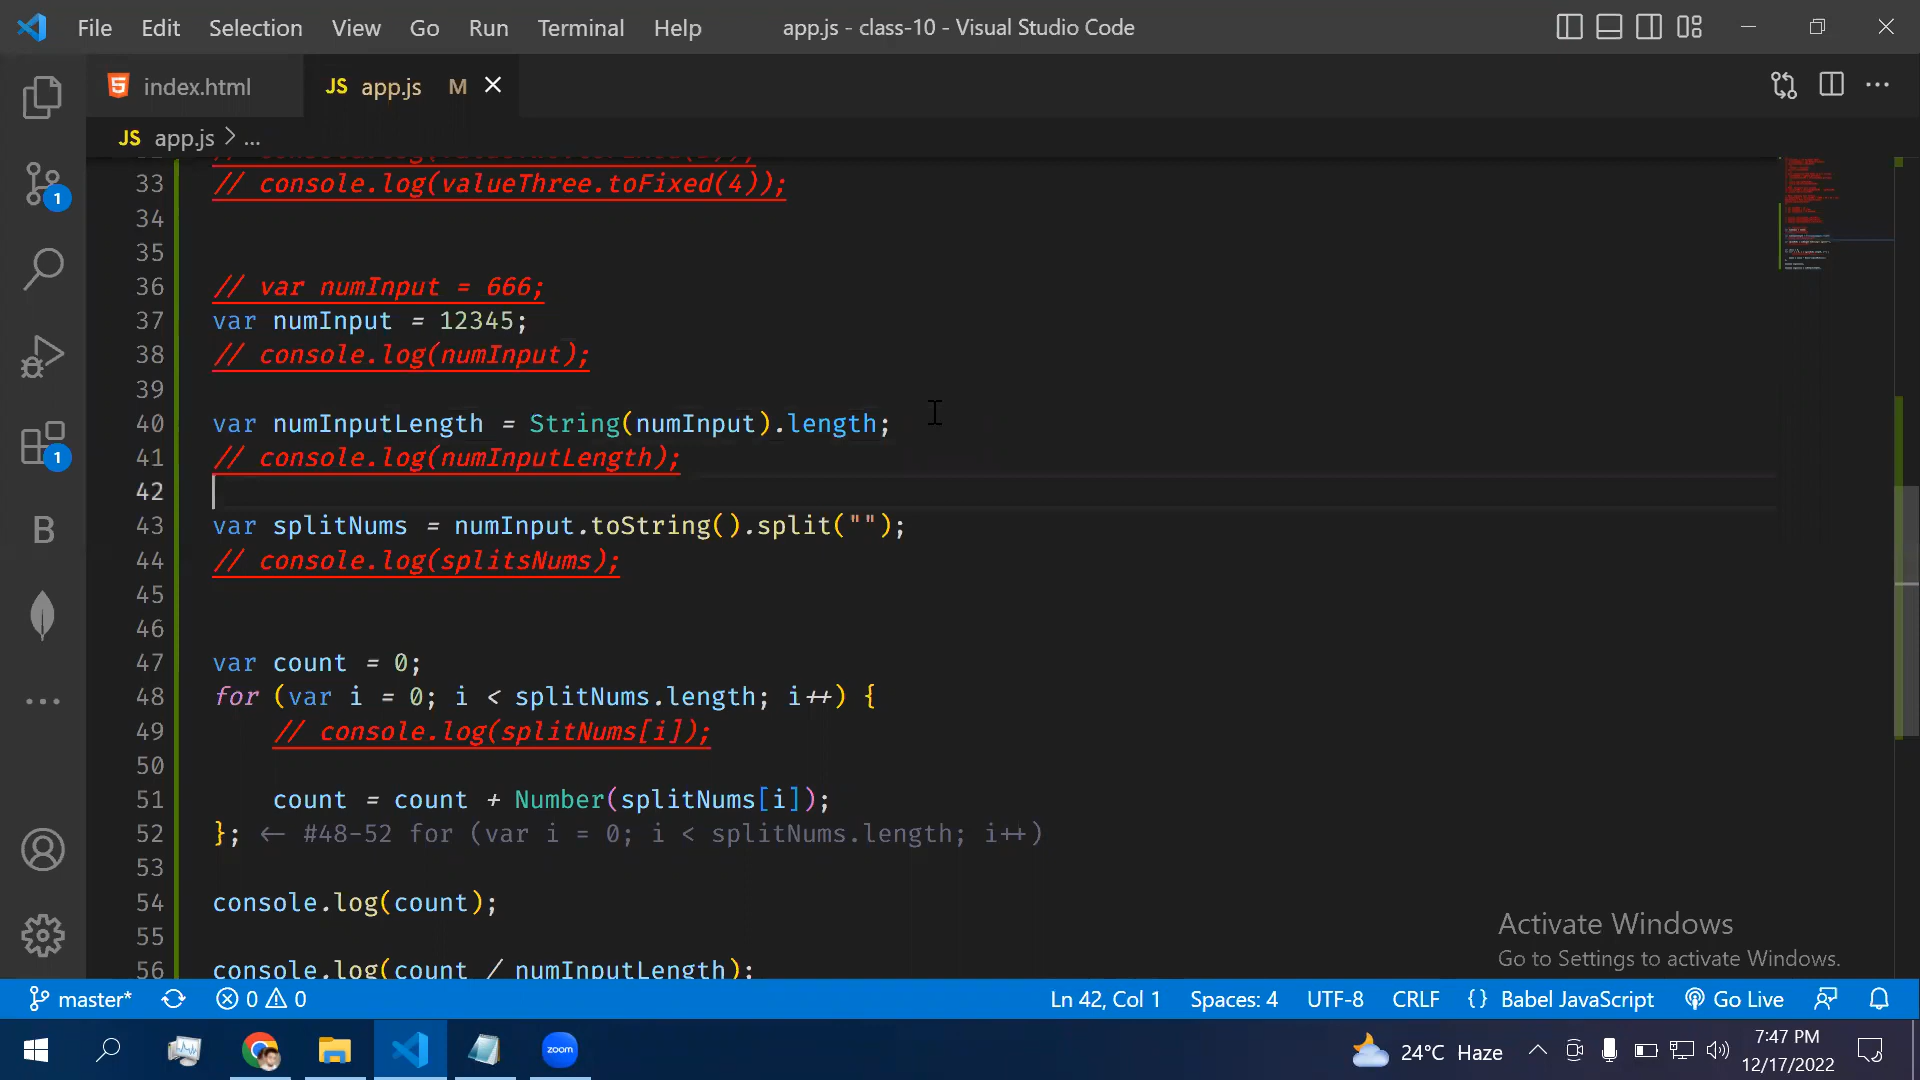 File Edit Selection View Go Run Terminal Help
app.js - class-10 - Visual Studio Code
index.html
JS app.js M
JS app.js > ...
33 // console.log(valueThree.toFixed(4));
34
35
36 // var numInput = 666;
37 var numInput = 12345;
38 // console.log(numInput);
39
40 var numInputLength = String(numInput).length;
41 // console.log(numInputLength);
42
43 var splitNums = numInput.toString().split("");
44 // console.log(splitsNums);
45
46
47 var count = 0;
48 for (var i = 0; i < splitNums.length; i++) {
49 // console.log(splitNums[i]);
50
51 count = count + Number(splitNums[i]);
52 }; <- #48-52 for (var i = 0; i < splitNums.length; i++)
53
54 console.log(count);
55
56 console.log(count / numInputLength);
1
1
B
Activate Windows
Go to Settings to activate Windows.
master* 0 0 Ln 42, Col 1 Spaces: 4 UTF-8 CRLF {} Babel JavaScript Go Live
zoom
24°C Haze
7:47 PM
12/17/2022